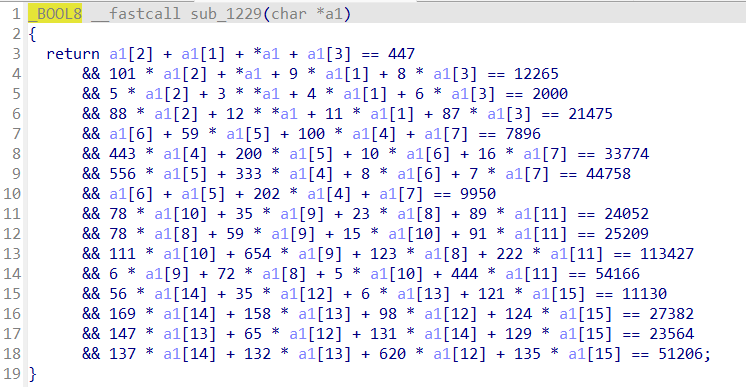 1 _BOOL8 __fastcall sub_1229(char *a1)
2 {
3   return a1[2] + a1[1] + *a1 + a1[3] == 447
4       && 101 * a1[2] + *a1 + 9 * a1[1] + 8 * a1[3] == 12265
5       && 5 * a1[2] + 3 * *a1 + 4 * a1[1] + 6 * a1[3] == 2000
6       && 88 * a1[2] + 12 * *a1 + 11 * a1[1] + 87 * a1[3] == 21475
7       && a1[6] + 59 * a1[5] + 100 * a1[4] + a1[7] == 7896
8       && 443 * a1[4] + 200 * a1[5] + 10 * a1[6] + 16 * a1[7] == 33774
9       && 556 * a1[5] + 333 * a1[4] + 8 * a1[6] + 7 * a1[7] == 44758
10       && a1[6] + a1[5] + 202 * a1[4] + a1[7] == 9950
11       && 78 * a1[10] + 35 * a1[9] + 23 * a1[8] + 89 * a1[11] == 24052
12       && 78 * a1[8] + 59 * a1[9] + 15 * a1[10] + 91 * a1[11] == 25209
13       && 111 * a1[10] + 654 * a1[9] + 123 * a1[8] + 222 * a1[11] == 113427
14       && 6 * a1[9] + 72 * a1[8] + 5 * a1[10] + 444 * a1[11] == 54166
15       && 56 * a1[14] + 35 * a1[12] + 6 * a1[13] + 121 * a1[15] == 11130
16       && 169 * a1[14] + 158 * a1[13] + 98 * a1[12] + 124 * a1[15] == 27382
17       && 147 * a1[13] + 65 * a1[12] + 131 * a1[14] + 129 * a1[15] == 23564
18       && 137 * a1[14] + 132 * a1[13] + 620 * a1[12] + 135 * a1[15] == 51206;
19 }